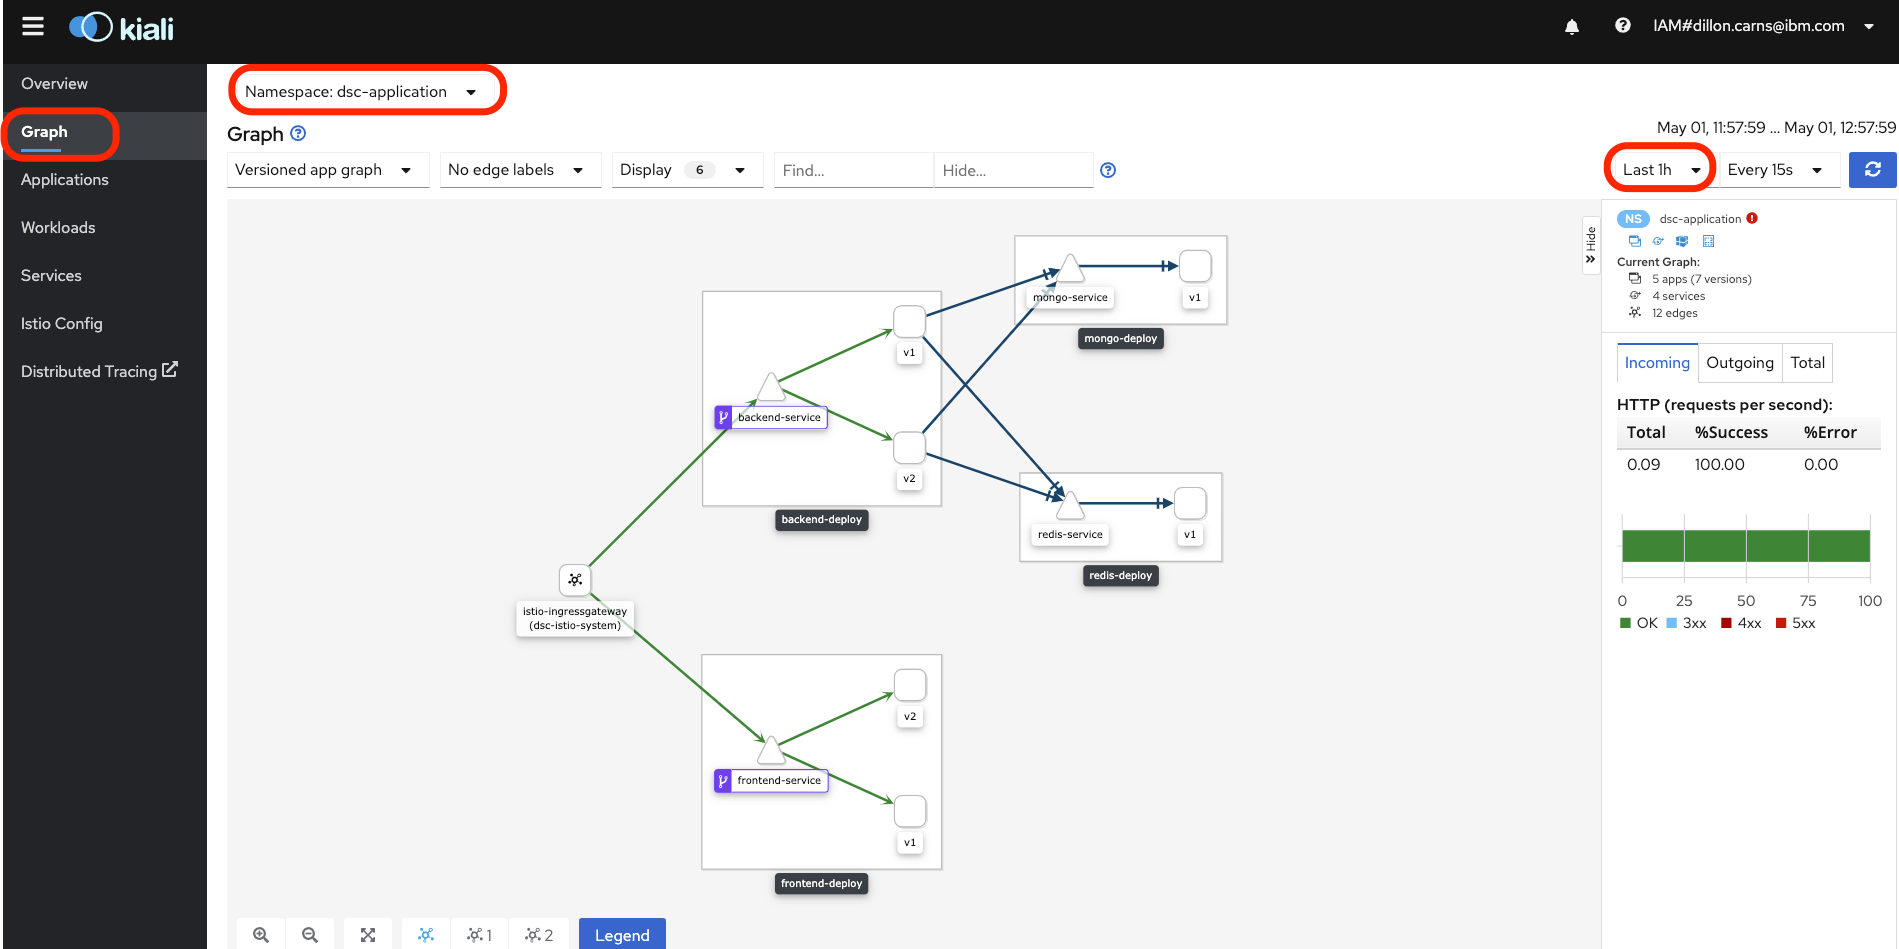 kiali
IAM#dillon.carns@ibm.com
Overview
Graph
Applications
Workloads
Services
Istio Config
Distributed Tracing
Namespace: dsc-application
Graph
May 01, 11:57:59 ... May 01, 12:57:59
Versioned app graph
No edge labels
Display 6
Find...
Hide...
Last 1h
Every 15s
mongo-service
v1
mongo-deploy
v1
backend-service
v2
backend-deploy
redis-service
v1
redis-deploy
istio-ingressgateway
(dsc-istio-system)
v2
frontend-service
v1
frontend-deploy
1
2
Legend
Hide
NS dsc-application
Current Graph:
5 apps (7 versions)
4 services
12 edges
Incoming
Outgoing
Total
HTTP (requests per second):
Total %Success %Error
0.09 100.00 0.00
0 25 50 75 100
OK 3xx 4xx 5xx